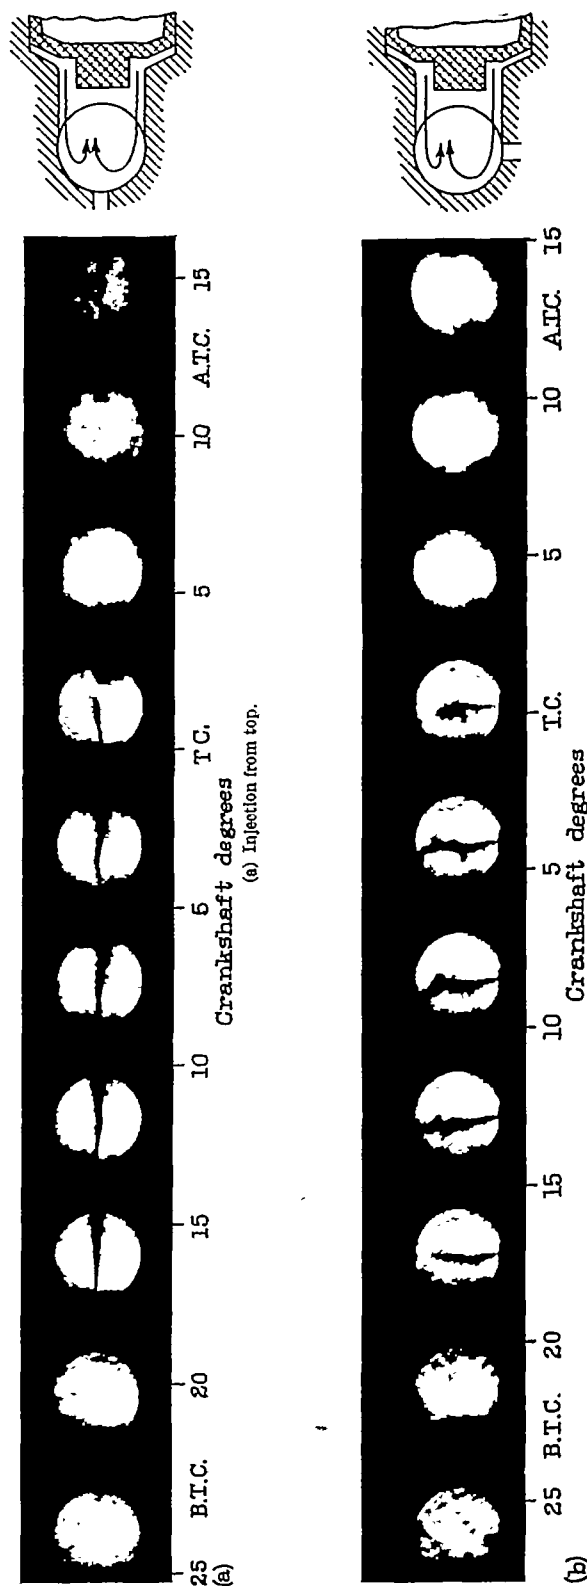 25 B.T.C. 20 15 10 5 T C. 5 10 A.T.C. 15
Crankshaft degrees
(a)
(a) Injection from top.
25 B.T.C. 20 15 10 5 T.C. 5 10 A.T.C. 15
Crankshaft degrees
(b)